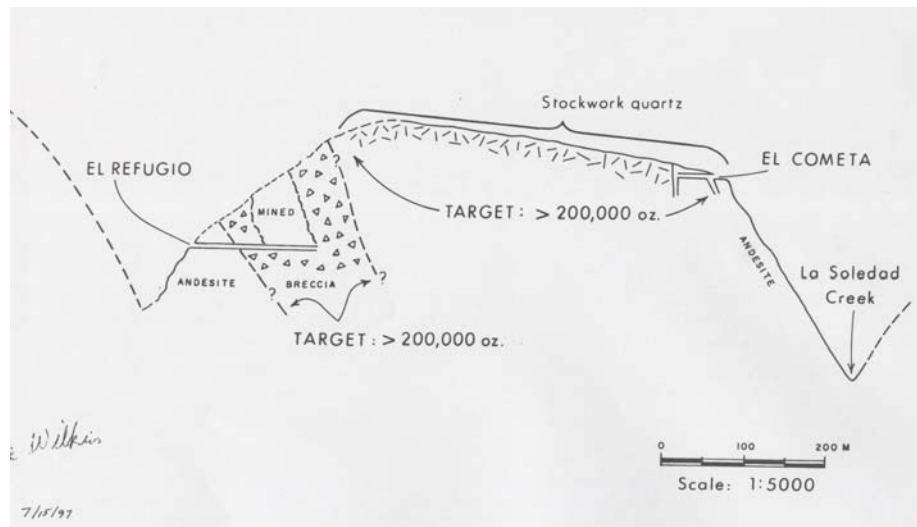 Stockwork quartz
EL REFUGIO
EL COMETA
?
MINED
TARGET: > 200,000 oz.
ANDESITE
ANDESITE
BRECCIA
?
?
La Soledad
Creek
TARGET: > 200,000 oz.
Wilkins
0 100 200 M
Scale: 1:5000
7/15/97